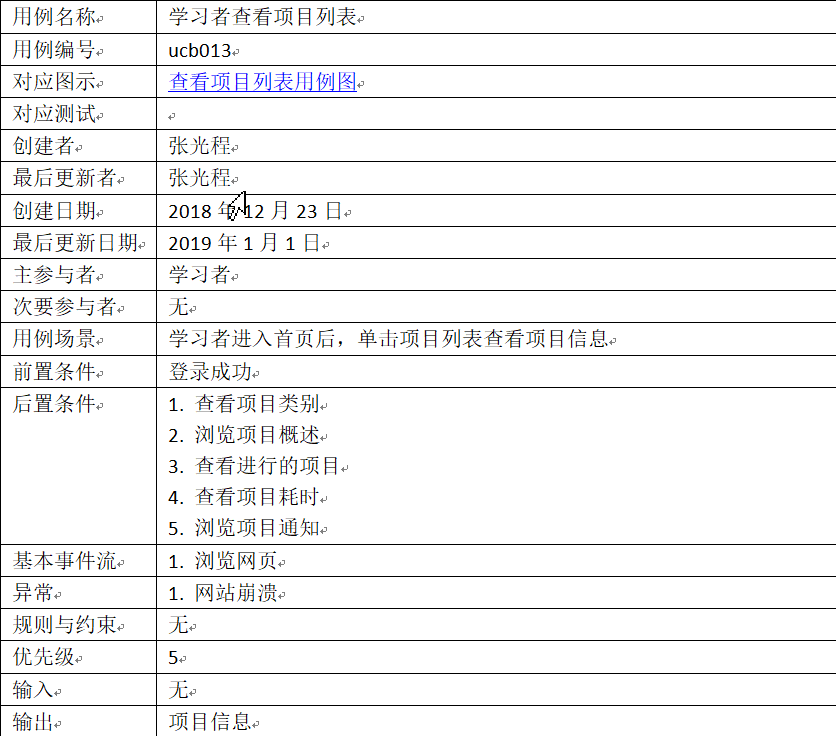 用例名称 学习者查看项目列表
用例编号 ucb013
对应图示 查看项目列表用例图
对应测试
创建者 张光程
最后更新者 张光程
创建日期 2018 年 12 月 23 日
最后更新日期 2019 年 1 月 1 日
主参与者 学习者
次要参与者 无
用例场景 学习者进入首页后，单击项目列表查看项目信息
前置条件 登录成功
后置条件 1. 查看项目类别
2. 浏览项目概述
3. 查看进行的项目
4. 查看项目耗时
5. 浏览项目通知
基本事件流 1. 浏览网页
异常 1. 网站崩溃
规则与约束 无
优先级 5
输入 无
输出 项目信息